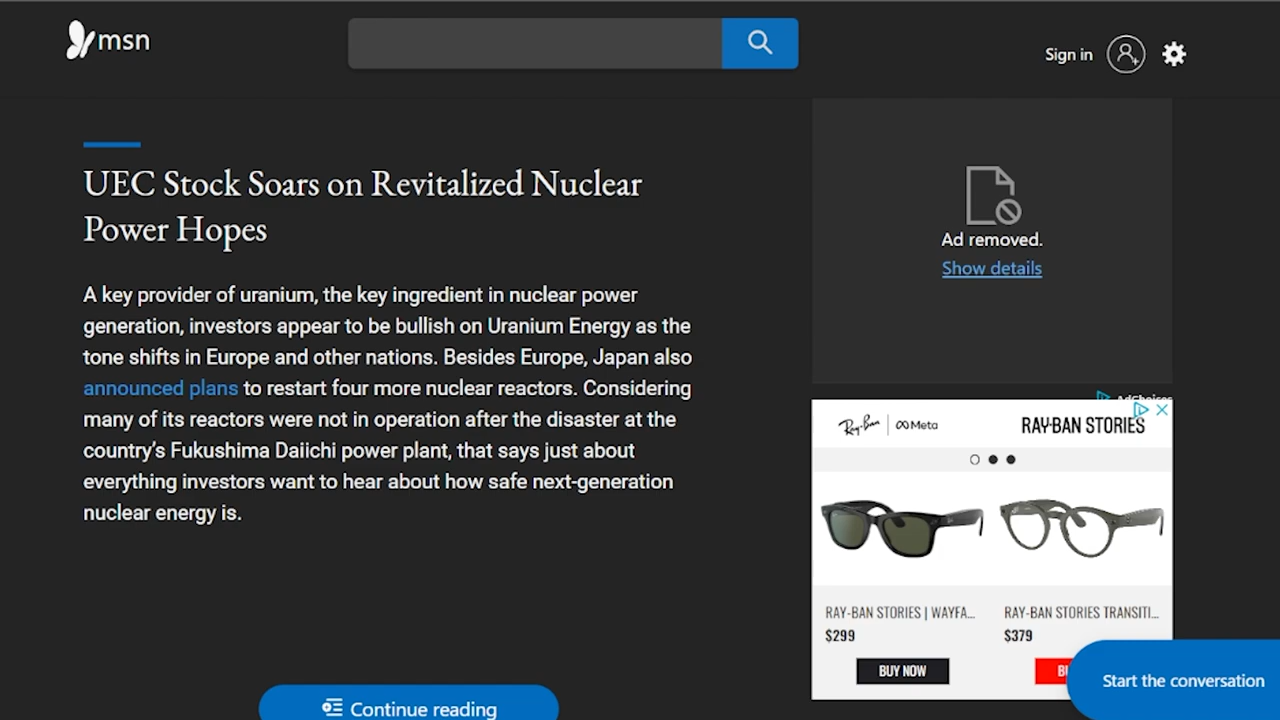 msn
Sign in
UEC Stock Soars on Revitalized Nuclear
Power Hopes
A key provider of uranium, the key ingredient in nuclear power
generation, investors appear to be bullish on Uranium Energy as the
tone shifts in Europe and other nations. Besides Europe, Japan also
announced plans to restart four more nuclear reactors. Considering
many of its reactors were not in operation after the disaster at the
country’s Fukushima Daiichi power plant, that says just about
everything investors want to hear about how safe next-generation
nuclear energy is.
Continue reading
Ad removed.
Show details
AdChoices
Ray-Ban | Meta
RAY-BAN STORIES
RAY-BAN STORIES | WAYFA...
$299
BUY NOW
RAY-BAN STORIES TRANSITI...
$379
Start the conversation